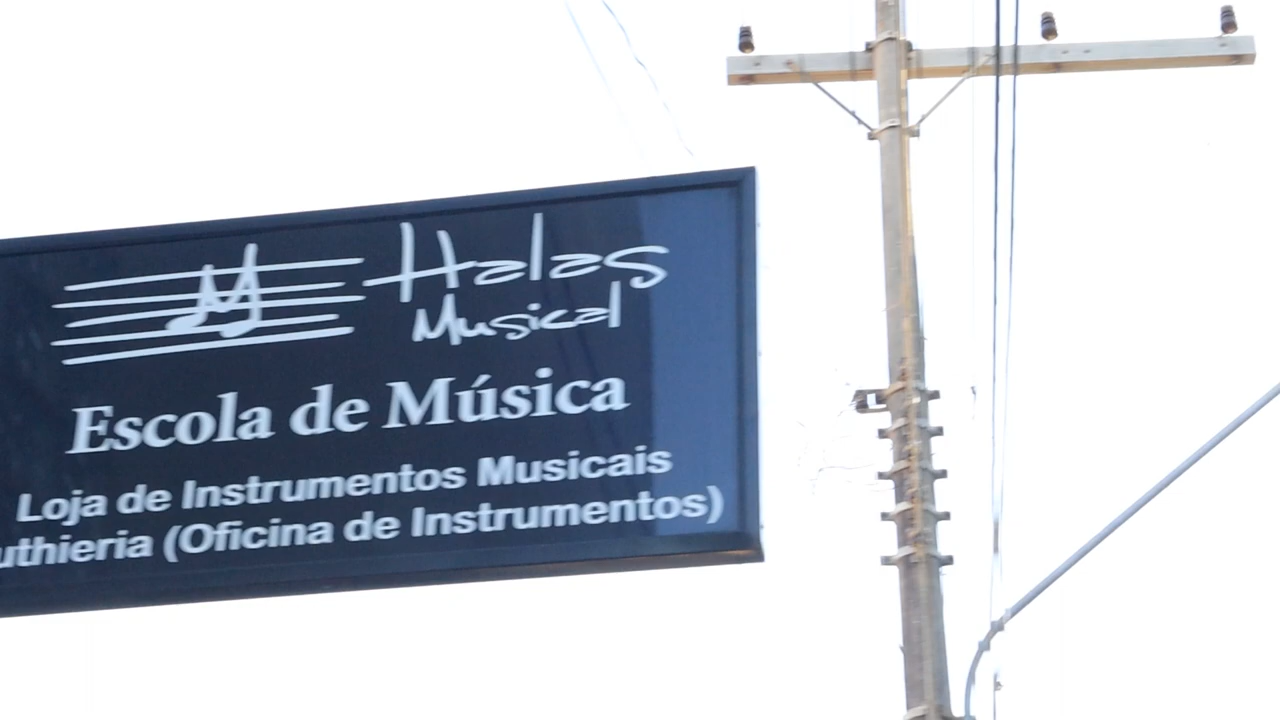 Halas
Musical
Escola de Música
Loja de Instrumentos Musicais
uthieria (Oficina de Instrumentos)